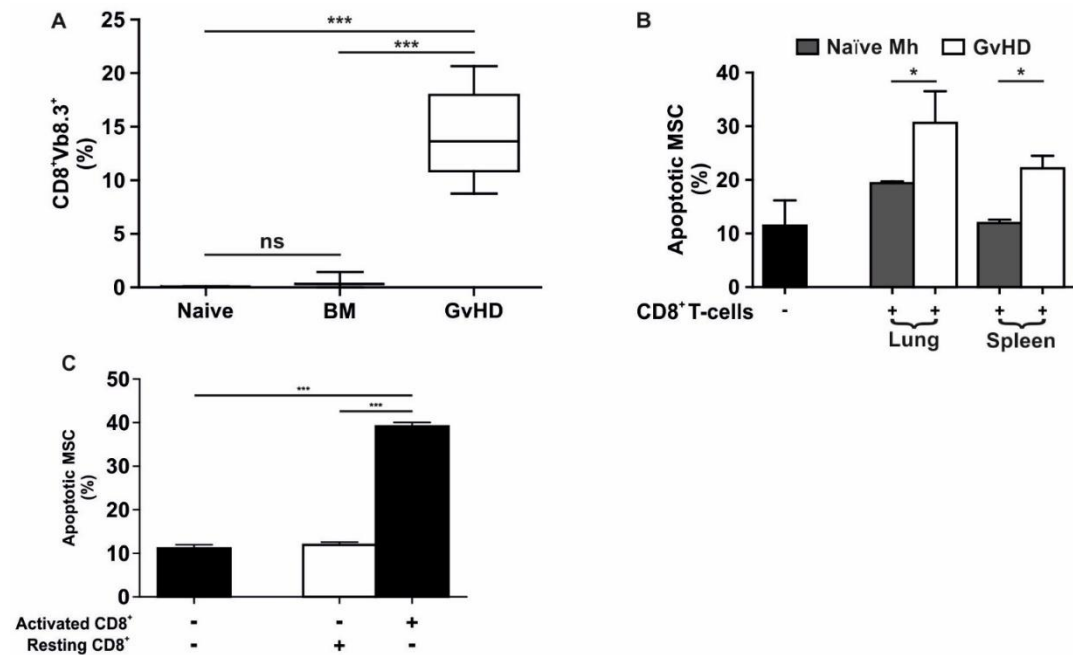 A
CD8⁺Vb8.3⁺
(%)
25
20
15
10
5
0
***
***
ns
Naive BM GvHD
B
Naïve Mh GvHD
Apoptotic MSC
(%)
40
30
20
10
0
* *
CD8⁺ T-cells - + + + +
Lung Spleen
C
Apoptotic MSC
(%)
50
40
30
20
10
0
***
***
Activated CD8⁺ - - +
Resting CD8⁺ - + -